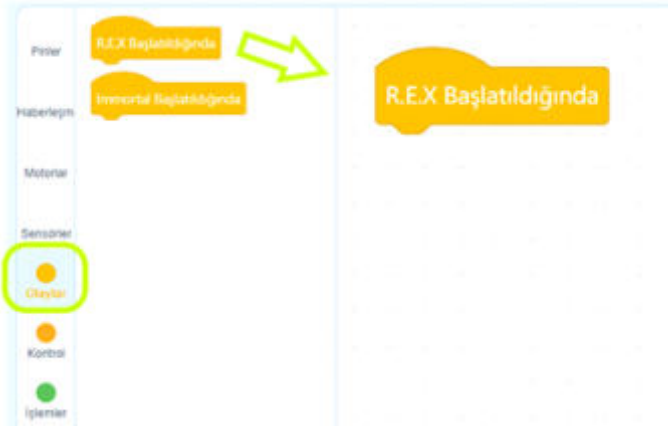 Pinler
R.E.X Başlatıldığında
Immortal Başlatıldığında
R.E.X Başlatıldığında
Haberleşm
Motorlar
Sensörler
Olaylar
Kontrol
İşlemler